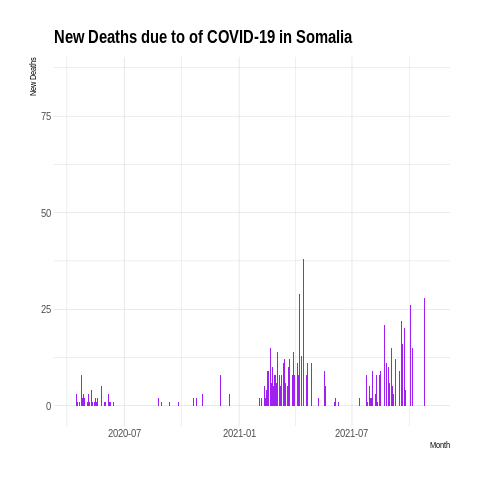 New Deaths due to of COVID-19 in Somalia
New Deaths
75
50
25
0
2020-07
2021-01
2021-07
Month